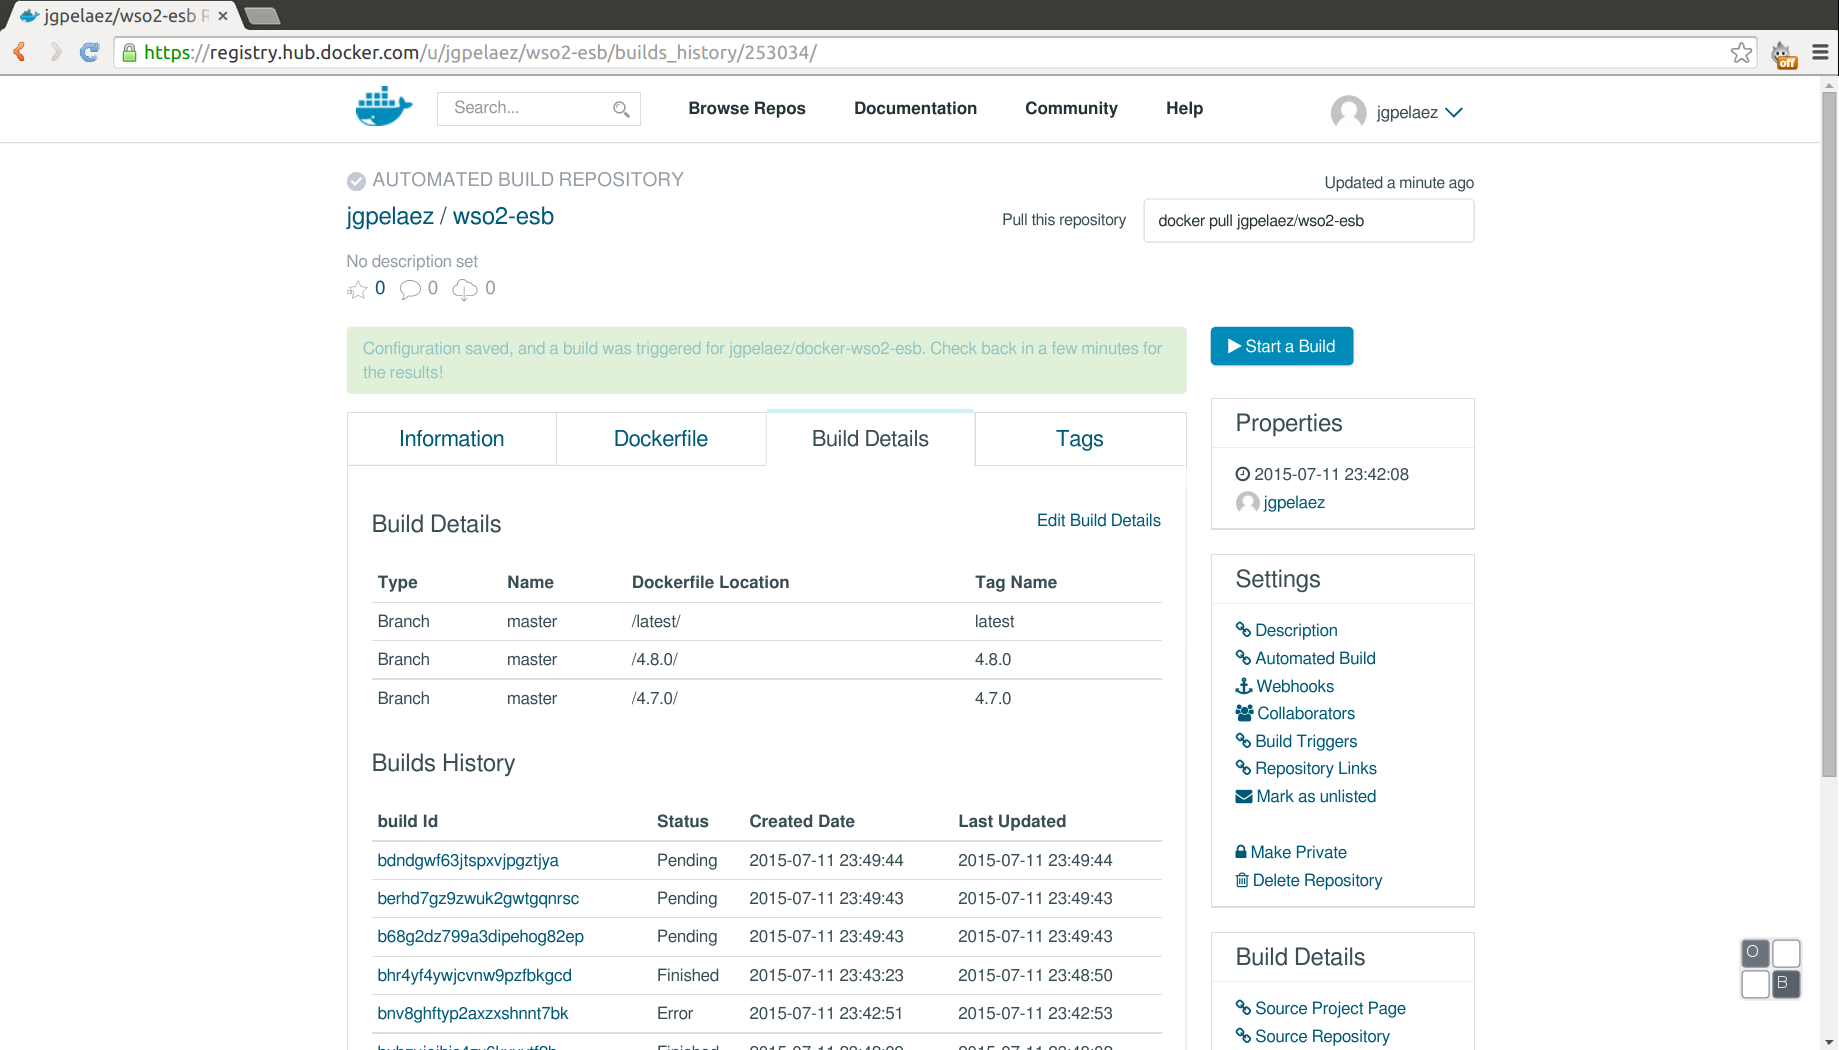 jgpelaez/wso2-esb R
https://registry.hub.docker.com/u/jgpelaez/wso2-esb/builds_history/253034/
off
Search...
Browse Repos
Documentation
Community
Help
jgpelaez
AUTOMATED BUILD REPOSITORY
Updated a minute ago
jgpelaez / wso2-esb
Pull this repository
docker pull jgpelaez/wso2-esb
No description set
0 0 0
Configuration saved, and a build was triggered for jgpelaez/docker-wso2-esb. Check back in a few minutes for
the results!
Start a Build
Information
Dockerfile
Build Details
Tags
Build Details
Edit Build Details
Type Name Dockerfile Location Tag Name
Branch master /latest/ latest
Branch master /4.8.0/ 4.8.0
Branch master /4.7.0/ 4.7.0
Builds History
build Id Status Created Date Last Updated
bdndgwf63jtspxvjpgztjya Pending 2015-07-11 23:49:44 2015-07-11 23:49:44
berhd7gz9zwuk2gwtgqnrsc Pending 2015-07-11 23:49:43 2015-07-11 23:49:43
b68g2dz799a3dipehog82ep Pending 2015-07-11 23:49:43 2015-07-11 23:49:43
bhr4yf4ywjcvnw9pzfbkgcd Finished 2015-07-11 23:43:23 2015-07-11 23:48:50
bnv8ghftyp2axzxshnnt7bk Error 2015-07-11 23:42:51 2015-07-11 23:42:53
Properties
2015-07-11 23:42:08
jgpelaez
Settings
Description
Automated Build
Webhooks
Collaborators
Build Triggers
Repository Links
Mark as unlisted
Make Private
Delete Repository
Build Details
Source Project Page
Source Repository
O
B